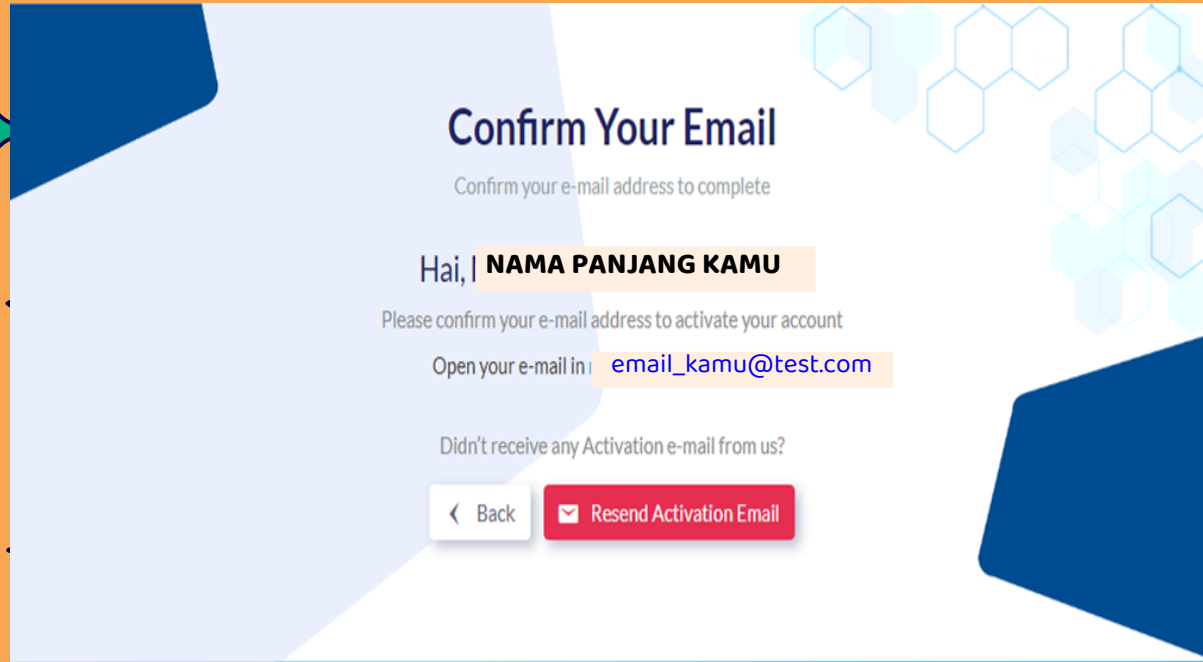 Confirm Your Email
Confirm your e-mail address to complete
Hai, NAMA PANJANG KAMU
Please confirm your e-mail address to activate your account
Open your e-mail in email_kamu@test.com
Didn't receive any Activation e-mail from us?
Back
Resend Activation Email